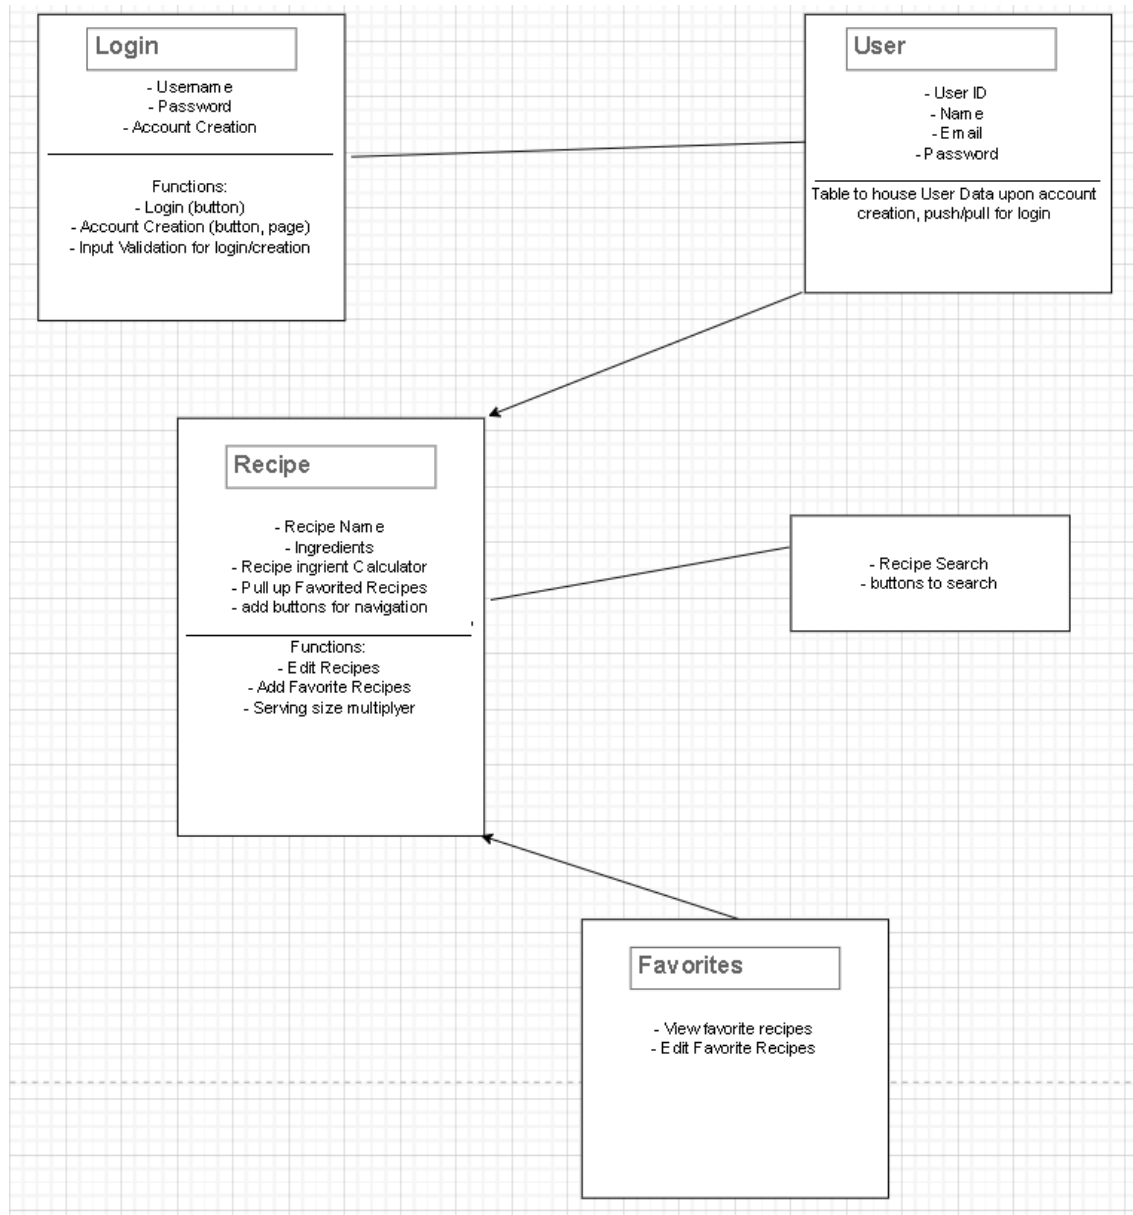 Login
- Username
- Password
- Account Creation
Functions:
- Login (button)
- Account Creation (button, page)
- Input Validation for login/creation
User
- User ID
- Name
- Email
- Password
Table to house User Data upon account
creation, push/pull for login
Recipe
- Recipe Name
- Ingredients
- Recipe ingrient Calculator
- Pull up Favorited Recipes
- add buttons for navigation
Functions:
- Edit Recipes
- Add Favorite Recipes
- Serving size multiplyer
- Recipe Search
- buttons to search
Favorites
- View favorite recipes
- Edit Favorite Recipes